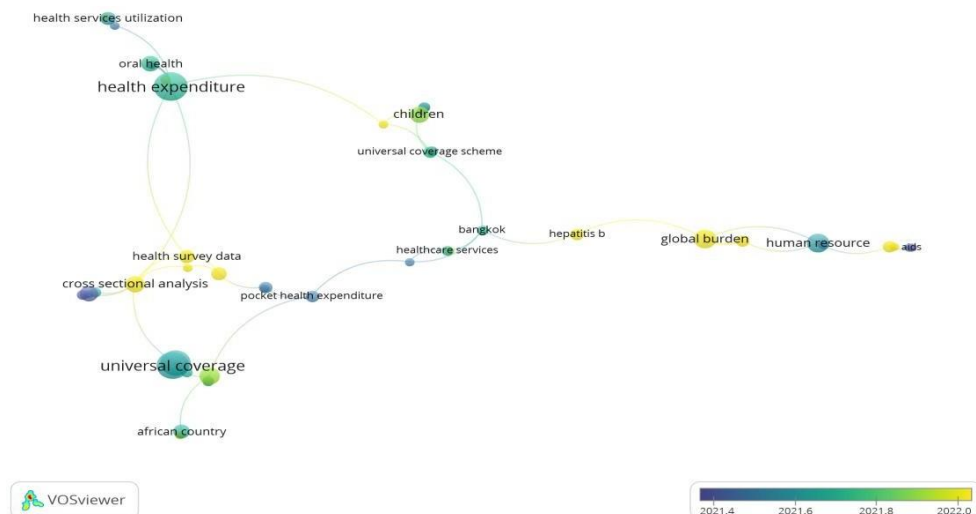 health services utilization
oral health
health expenditure
children
universal coverage scheme
bangkok
hepatitis b
global burden
human resource
aids
healthcare services
health survey data
cross sectional analysis
pocket health expenditure
universal coverage
african country
VOSviewer
2021.4 2021.6 2021.8 2022.0